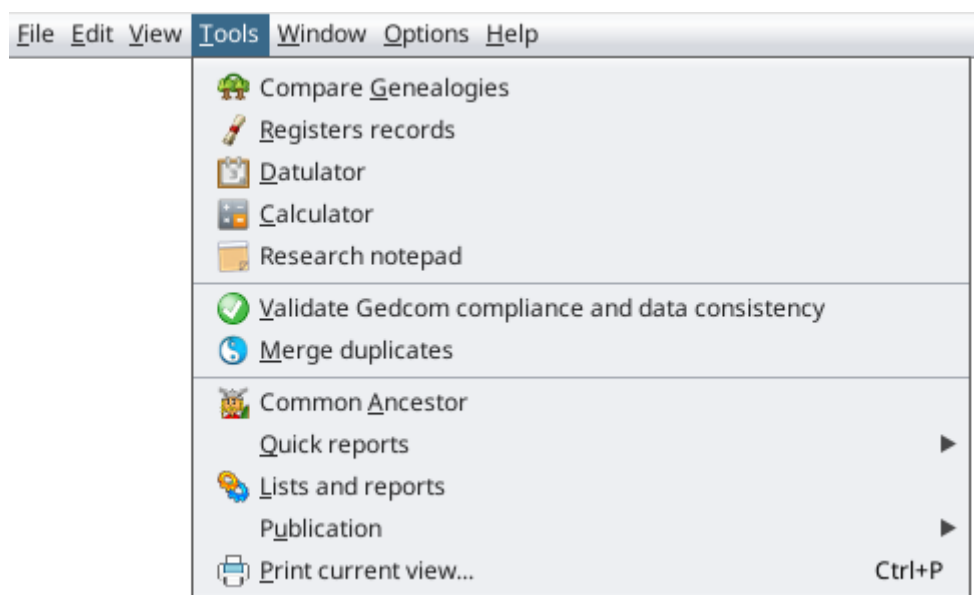 File Edit View Tools Window Options Help
Compare Genealogies
Registers records
Datulator
Calculator
Research notepad
Validate Gedcom compliance and data consistency
Merge duplicates
Common Ancestor
Quick reports
Lists and reports
Publication
Print current view... Ctrl+P